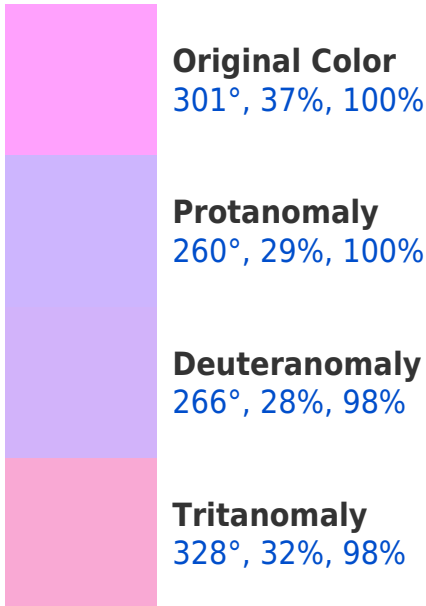 Original Color
301°, 37%, 100%
Protanomaly
260°, 29%, 100%
Deuteranomaly
266°, 28%, 98%
Tritanomaly
328°, 32%, 98%